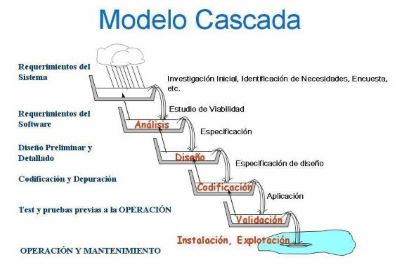 Modelo Cascada
Requerimientos del
Sistema
Investigación Inicial, Identificación de Necesidades, Encuesta,
etc.
Estudio de Viabilidad
Requerimientos del
Software
Análisis
Especificación
Diseño Preliminar y
Detallado
Diseño
Especificación de diseño
Codificación y Depuración
Codificación
Aplicación
Test y pruebas previas a la OPERACIÓN
Validación
Instalación, Explotación
OPERACIÓN Y MANTENIMIENTO